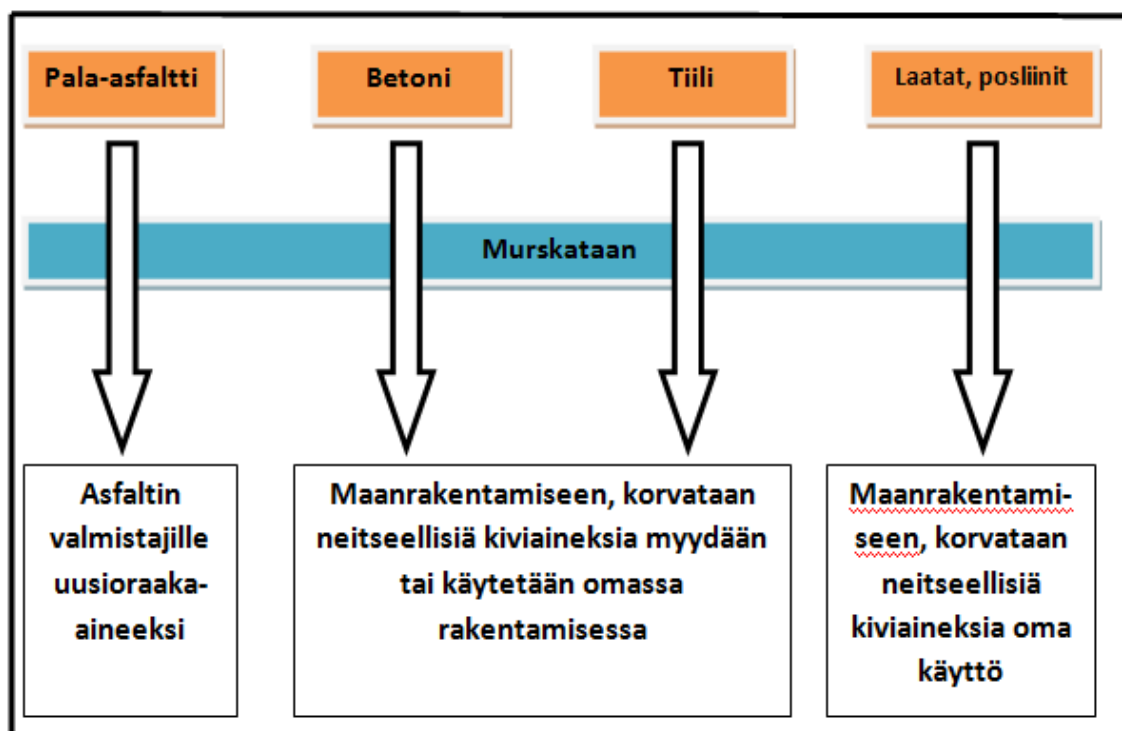 Pala-asfaltti
Betoni
Tiili
Laatat, posliinit
Murskataan
Asfaltin
valmistajille
uusioraaka-
aineeksi
Maanrakentamiseen, korvataan
neitseellisiä kiviaineksia myydään
tai käytetään omassa
rakentamisessa
Maanrakentami-
seen, korvataan
neitseellisiä
kiviaineksia oma
käyttö